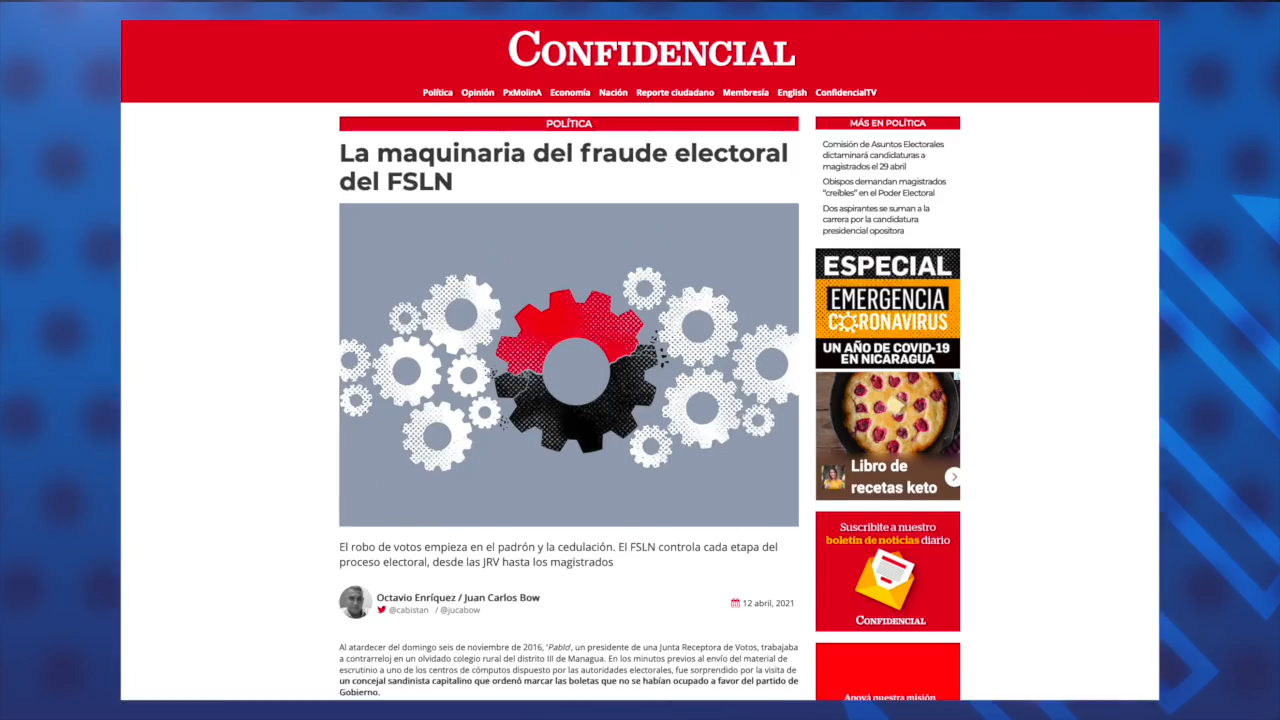 CONFIDENCIAL
Política Opinión PxMolinA Economía Nación Reporte ciudadano Membresía English ConfidencialTV
POLÍTICA
La maquinaria del fraude electoral
del FSLN
El robo de votos empieza en el padrón y la cedulación. El FSLN controla cada etapa del
proceso electoral, desde las JRV hasta los magistrados
Octavio Enríquez / Juan Carlos Bow
@cabistan / @jucabow
12 abril, 2021
Al atardecer del domingo seis de noviembre de 2016, 'Pablo', un presidente de una Junta Receptora de Votos, trabajaba
a contrarreloj en un olvidado colegio rural del distrito III de Managua. En los minutos previos al envío del material de
escrutinio a uno de los centros de cómputos dispuesto por las autoridades electorales, fue sorprendido por la visita de
un concejal sandinista capitalino que ordenó marcar las boletas que no se habían ocupado a favor del partido de
Gobierno.
MÁS EN POLÍTICA
Comisión de Asuntos Electorales
dictaminará candidaturas a
magistrados el 29 abril
Obispos demandan magistrados
“creíbles” en el Poder Electoral
Dos aspirantes se suman a la
carrera por la candidatura
presidencial opositora
ESPECIAL
EMERGENCIA
CORONAVIRUS
UN AÑO DE COVID-19
EN NICARAGUA
Libro de
recetas keto
Suscribite a nuestro
boletín de noticias diario
CONFIDENCIAL
Apoyá nuestra misión